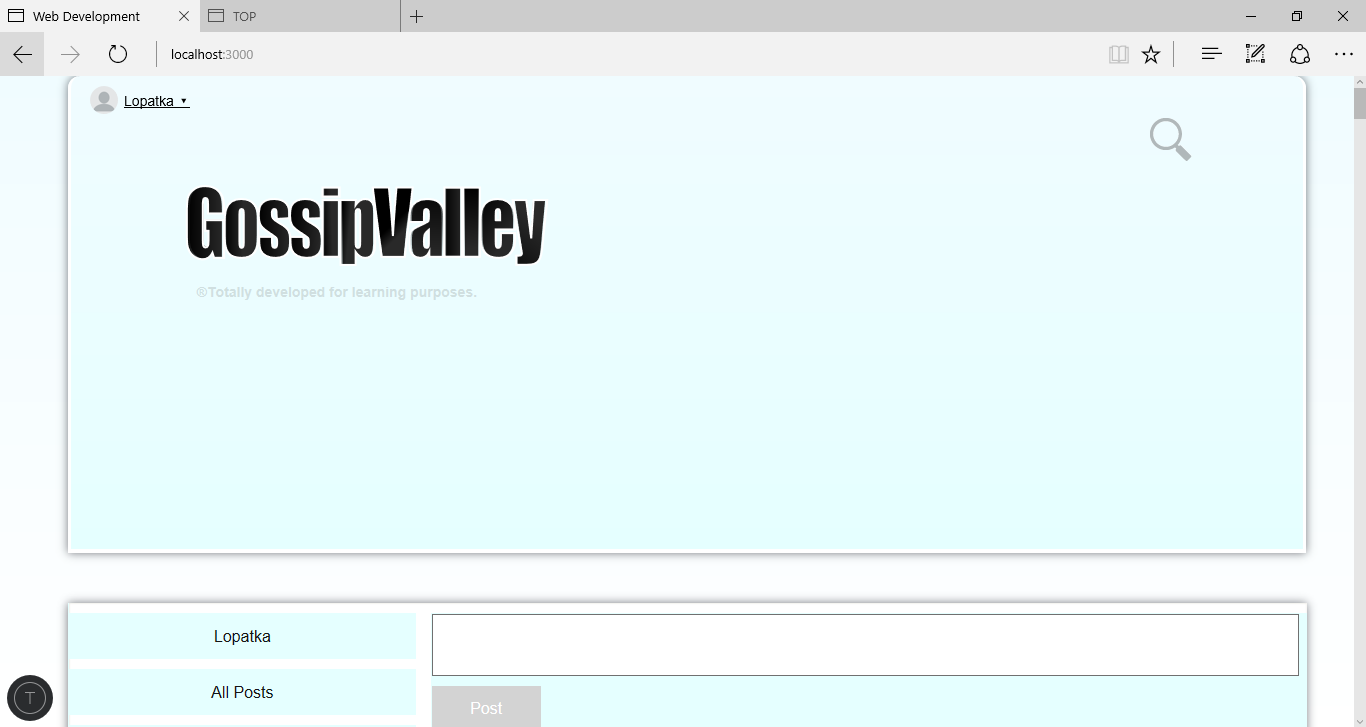 Web Development
TOP
localhost:3000
Lopatka
GossipValley
®Totally developed for learning purposes.
Lopatka
All Posts
Post
T